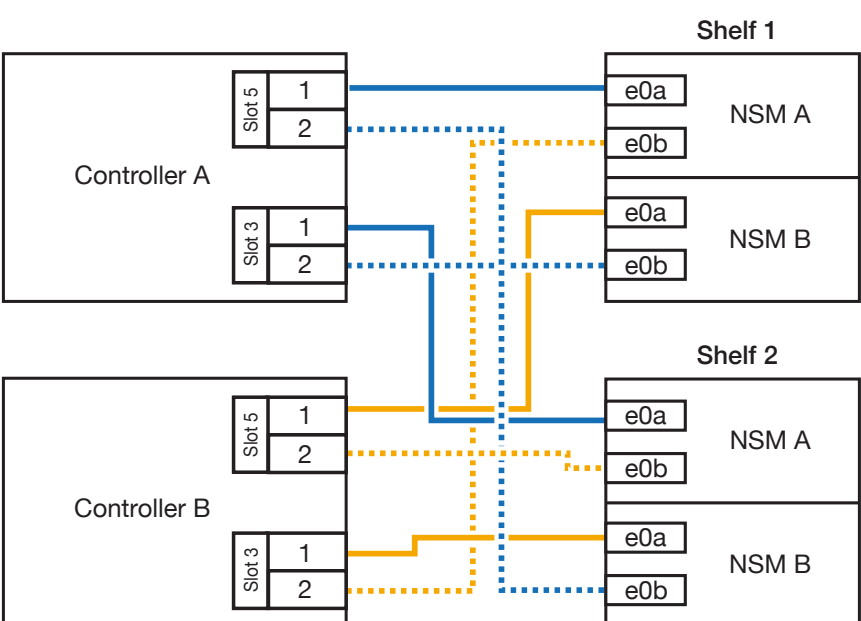 Shelf 1
Controller A
Slot 5
1
2
Slot 3
1
2
e0a
e0b
NSM A
e0a
e0b
NSM B
Shelf 2
Controller B
Slot 5
1
2
Slot 3
1
2
e0a
e0b
NSM A
e0a
e0b
NSM B